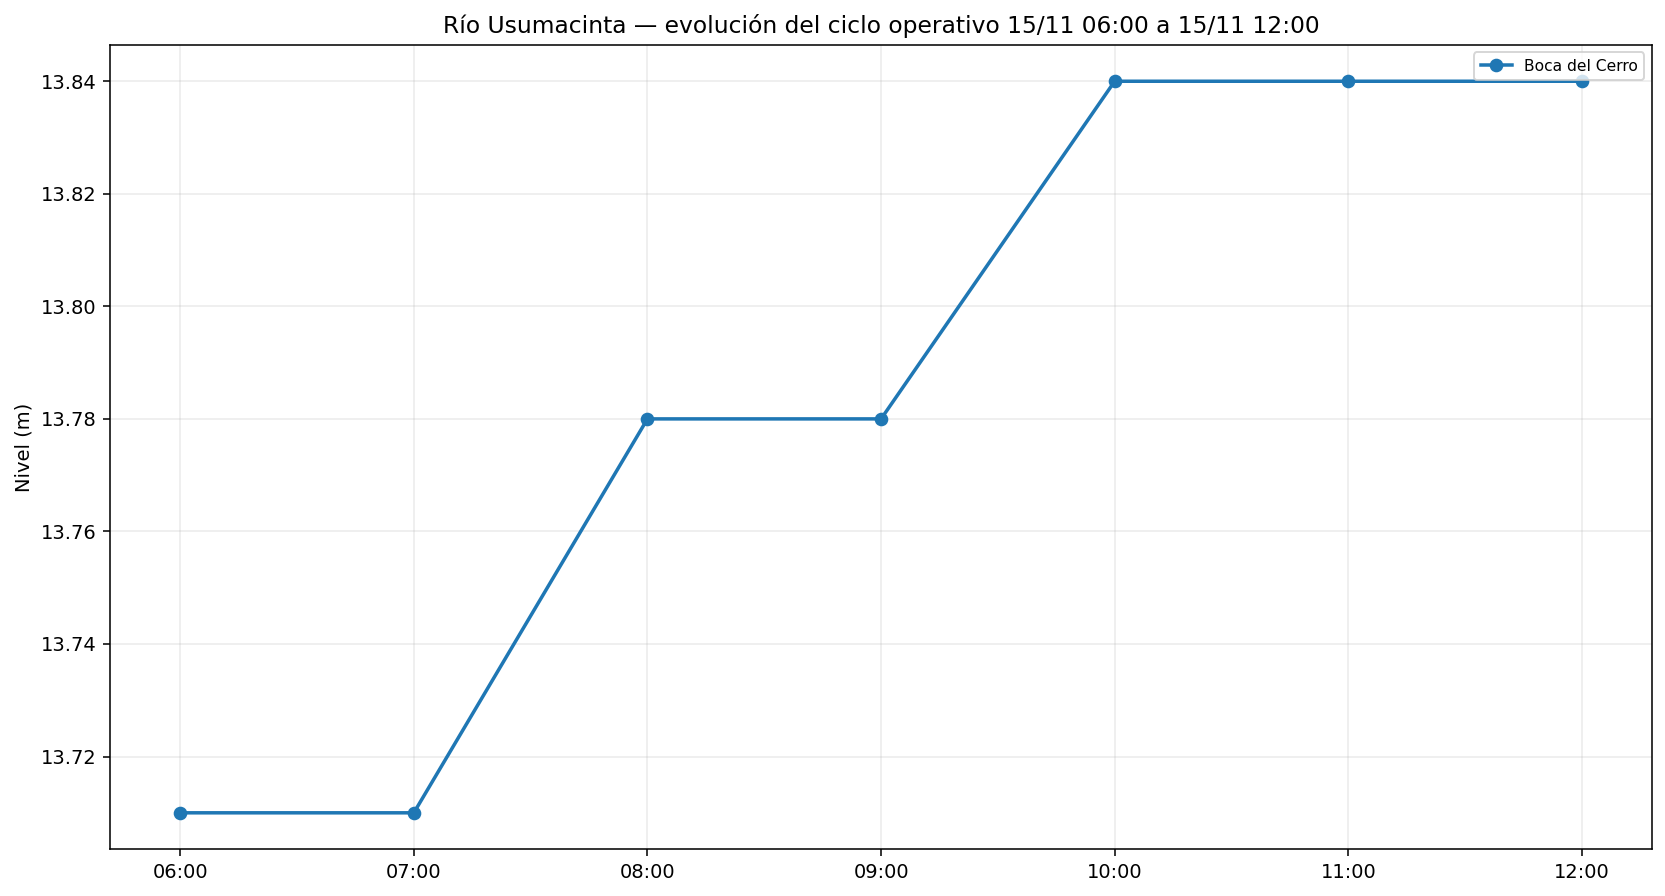 Río Usumacinta — evolución del ciclo operativo 15/11 06:00 a 15/11 12:00
Boca del Cerro
Nivel (m)
13.84
13.82
13.80
13.78
13.76
13.74
13.72
06:00 07:00 08:00 09:00 10:00 11:00 12:00